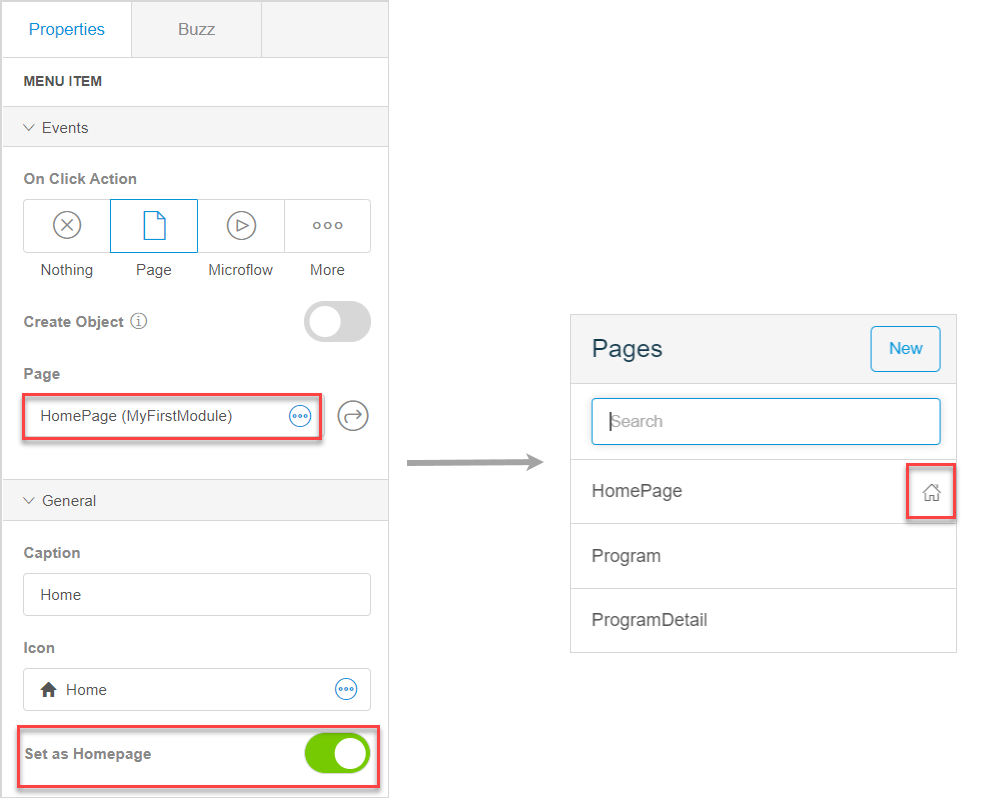 Properties
Buzz
MENU ITEM
Events
On Click Action
Nothing Page Microflow More
Create Object
Page
HomePage (MyFirstModule)
General
Caption
Home
Icon
Home
Set as Homepage
Pages
New
Search
HomePage
Program
ProgramDetail